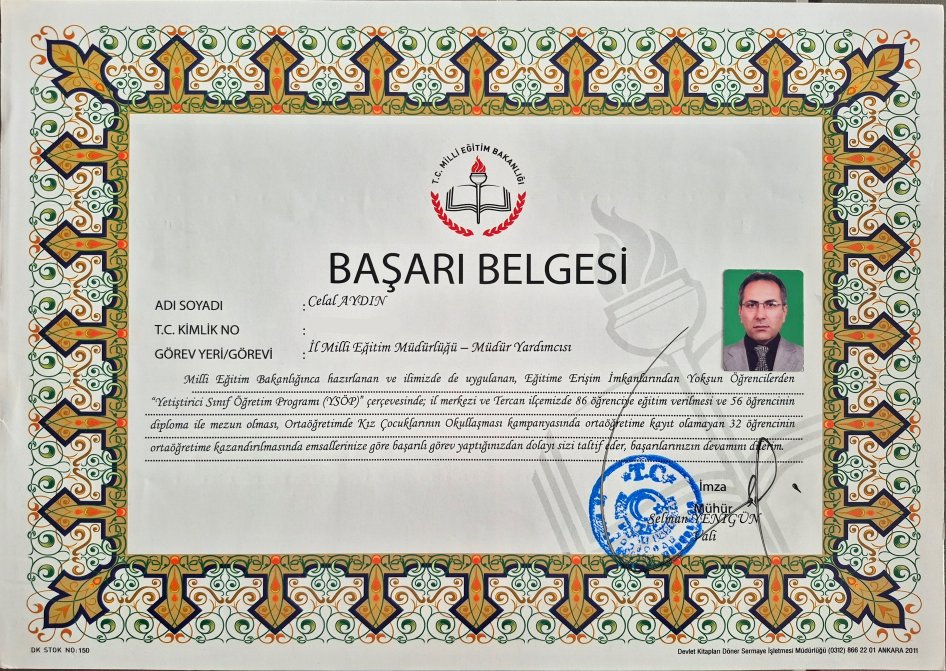 T.C. MİLLİ EĞİTİM BAKANLIĞI
BAŞARI BELGESİ
ADI SOYADI : Celal AYDIN
T.C. KİMLİK NO :
GÖREV YERİ/GÖREVİ : İl Milli Eğitim Müdürlüğü – Müdür Yardımcısı
Milli Eğitim Bakanlığınca hazırlanan ve ilimizde de uygulanan, Eğitime Erişim İmkanlarından Yoksun Öğrencilerden
"Yetiştirici Sınıf Öğretim Programı (YSÖP)" çerçevesinde; il merkezi ve Tercan ilçemizde 86 öğrenciye eğitim verilmesi ve 56 öğrencinin
diploma ile mezun olması, Ortaöğretimde Kız Çocuklarının Okullaşması kampanyasında ortaöğretime kayıt olamayan 32 öğrencinin
ortaöğretime kazandırılmasında emsallerinize göre başarılı görev yaptığınızdan dolayı sizi taltif eder, başarılarınızın devamını dilerim.
İmza
Mühür
Selman YENİGÜN
Vali
T.C.
DK STOK NO: 150
Devlet Kitapları Döner Sermaye İşletmesi Müdürlüğü (0312) 866 22 01 ANKARA 2011